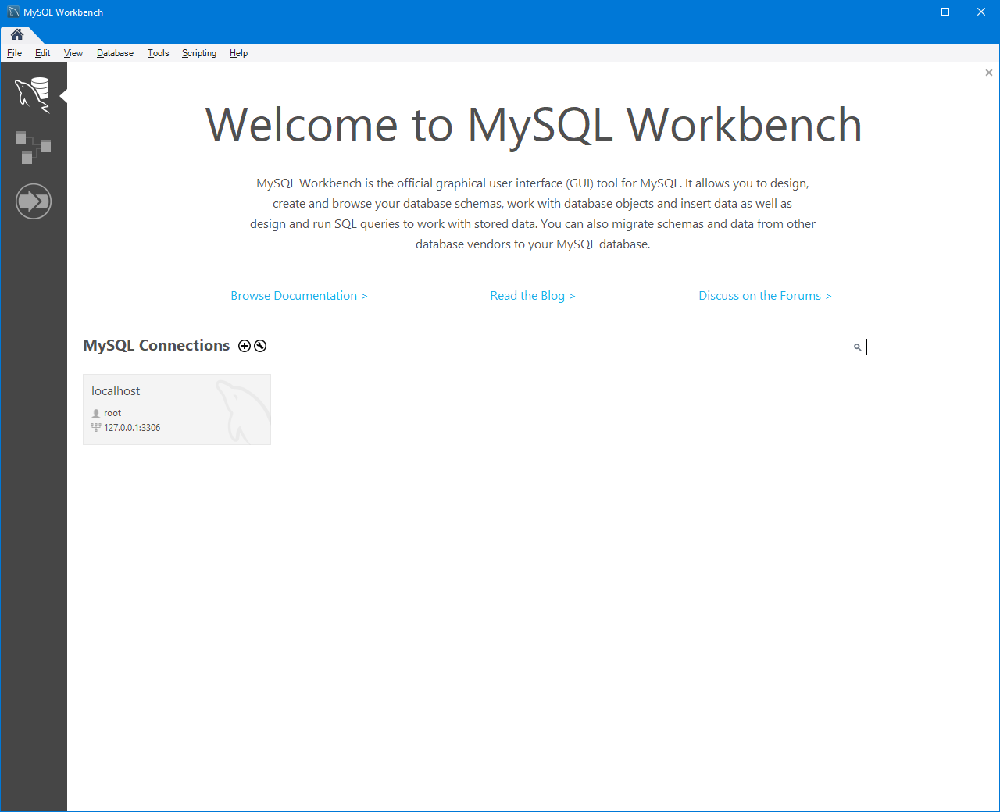 MySQL Workbench
File Edit View Database Tools Scripting Help
Welcome to MySQL Workbench
MySQL Workbench is the official graphical user interface (GUI) tool for MySQL. It allows you to design,
create and browse your database schemas, work with database objects and insert data as well as
design and run SQL queries to work with stored data. You can also migrate schemas and data from other
database vendors to your MySQL database.
Browse Documentation > Read the Blog > Discuss on the Forums >
MySQL Connections
localhost
root
127.0.0.1:3306